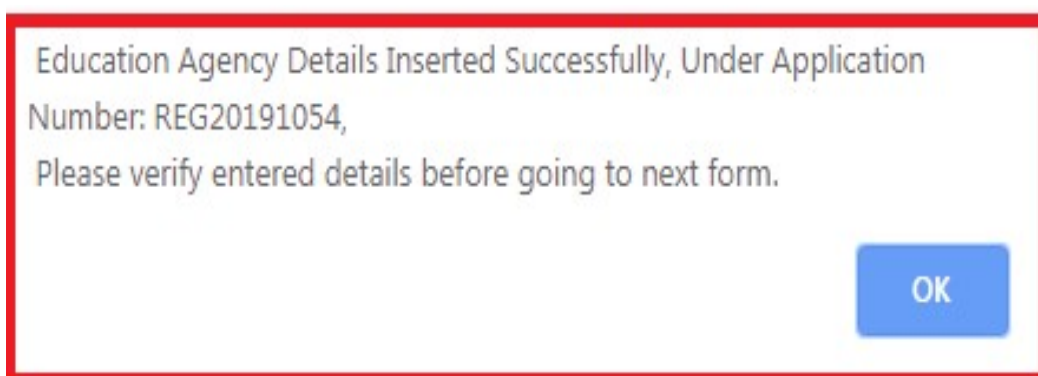 Education Agency Details Inserted Successfully, Under Application
Number: REG20191054,
Please verify entered details before going to next form.
OK